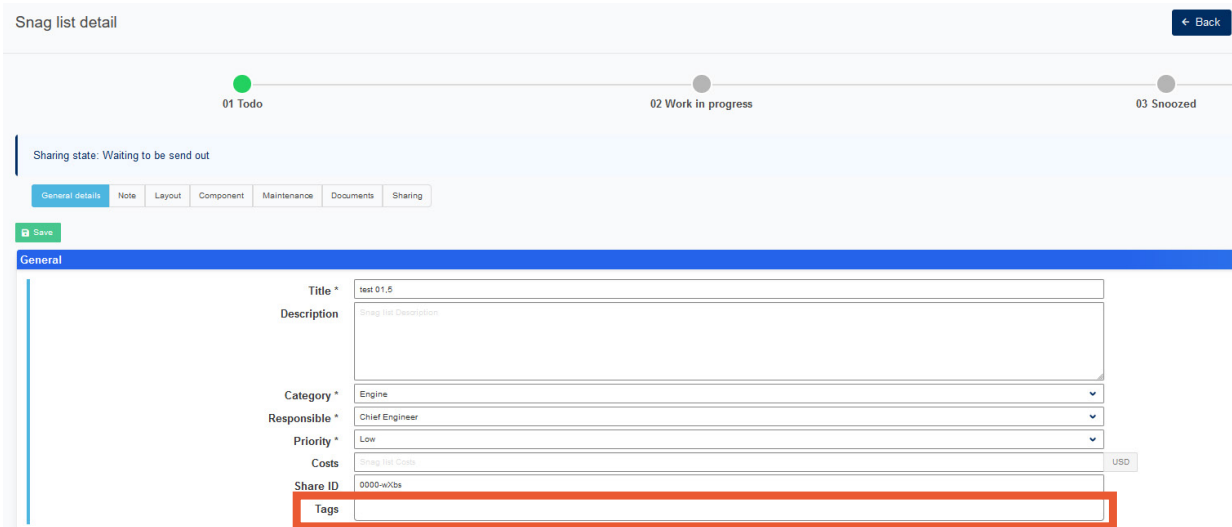 Snag list detail
← Back
01 Todo
02 Work in progress
03 Snoozed
Sharing state: Waiting to be send out
General details Note Layout Component Maintenance Documents Sharing
Save
General
Title * test 01,5
Description Snag list Description
Category * Engine
Responsible * Chief Engineer
Priority * Low
Costs Snag list Costs USD
Share ID 0000-wXbs
Tags